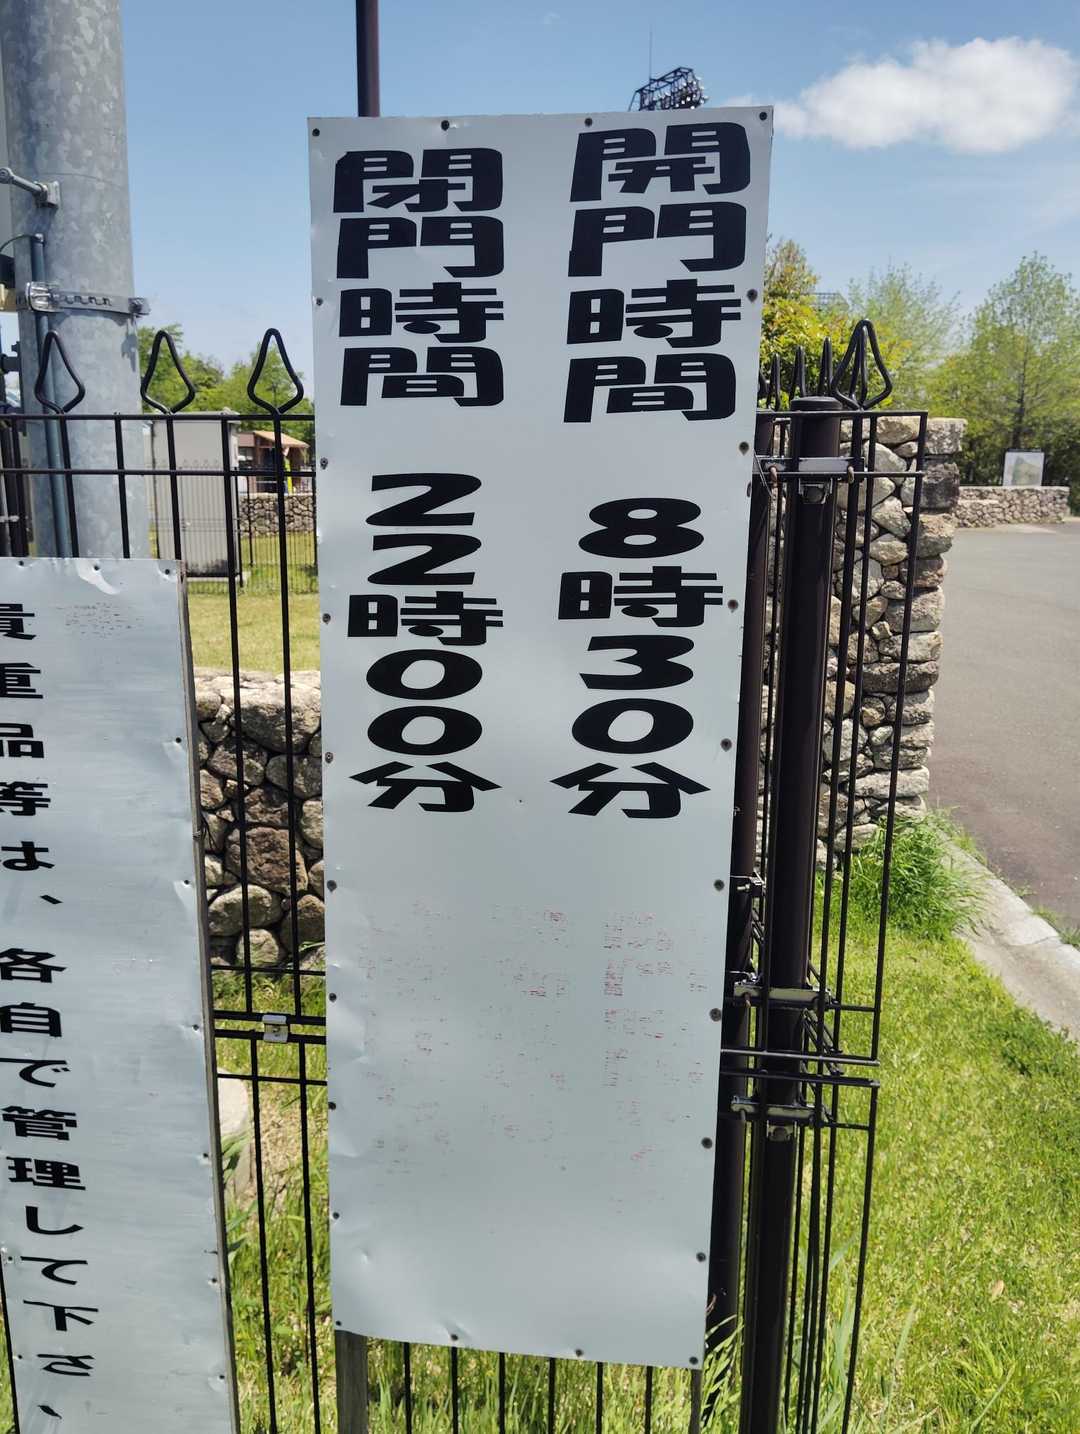 開門時間 8時30分
閉門時間 22時00分
貴重品等は、各自で管理して下さ、